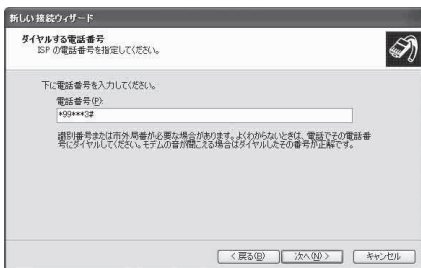 新しい接続ウィザード
ダイヤルする電話番号
ISP の電話番号を指定してください。
下に電話番号を入力してください。
電話番号(P):
*99***3#
識別番号または市外局番が必要な場合があります。よくわからないときは、電話でその電話番
号にダイヤルしてください。モデムの音が聞こえる場合はダイヤルしたその番号が正解です。
< 戻る(B)
次へ(N) >
キャンセル